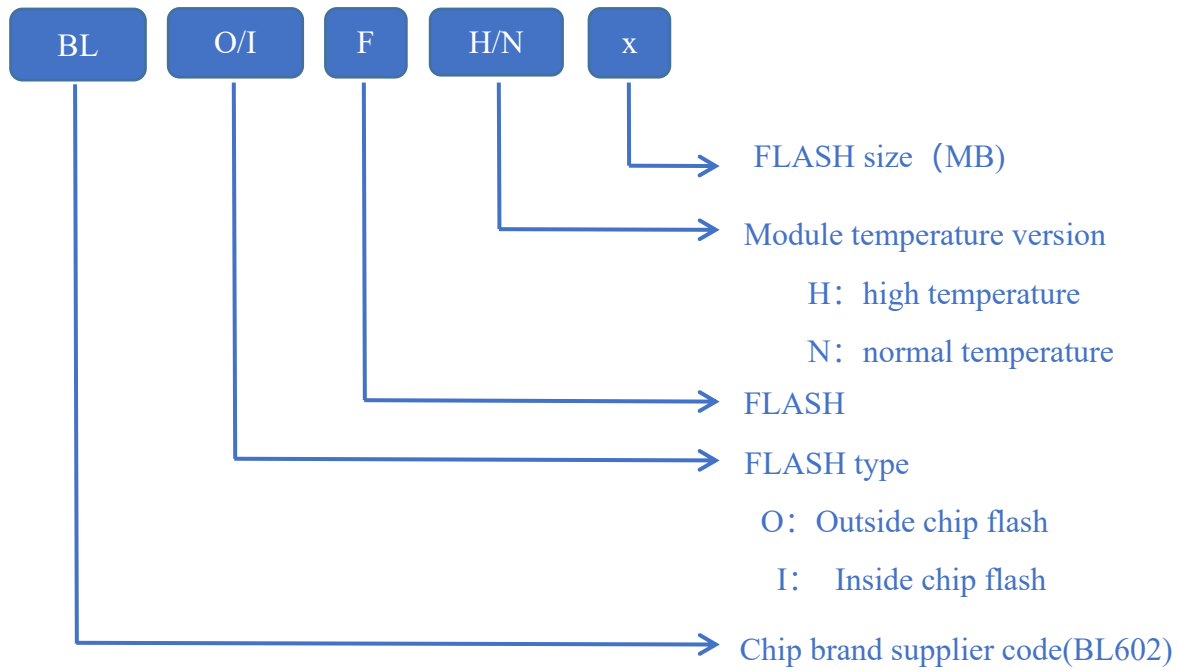 BL O/I F H/N x
FLASH size（MB)
Module temperature version
H：high temperature
N：normal temperature
FLASH
FLASH type
O：Outside chip flash
I： Inside chip flash
Chip brand supplier code(BL602)